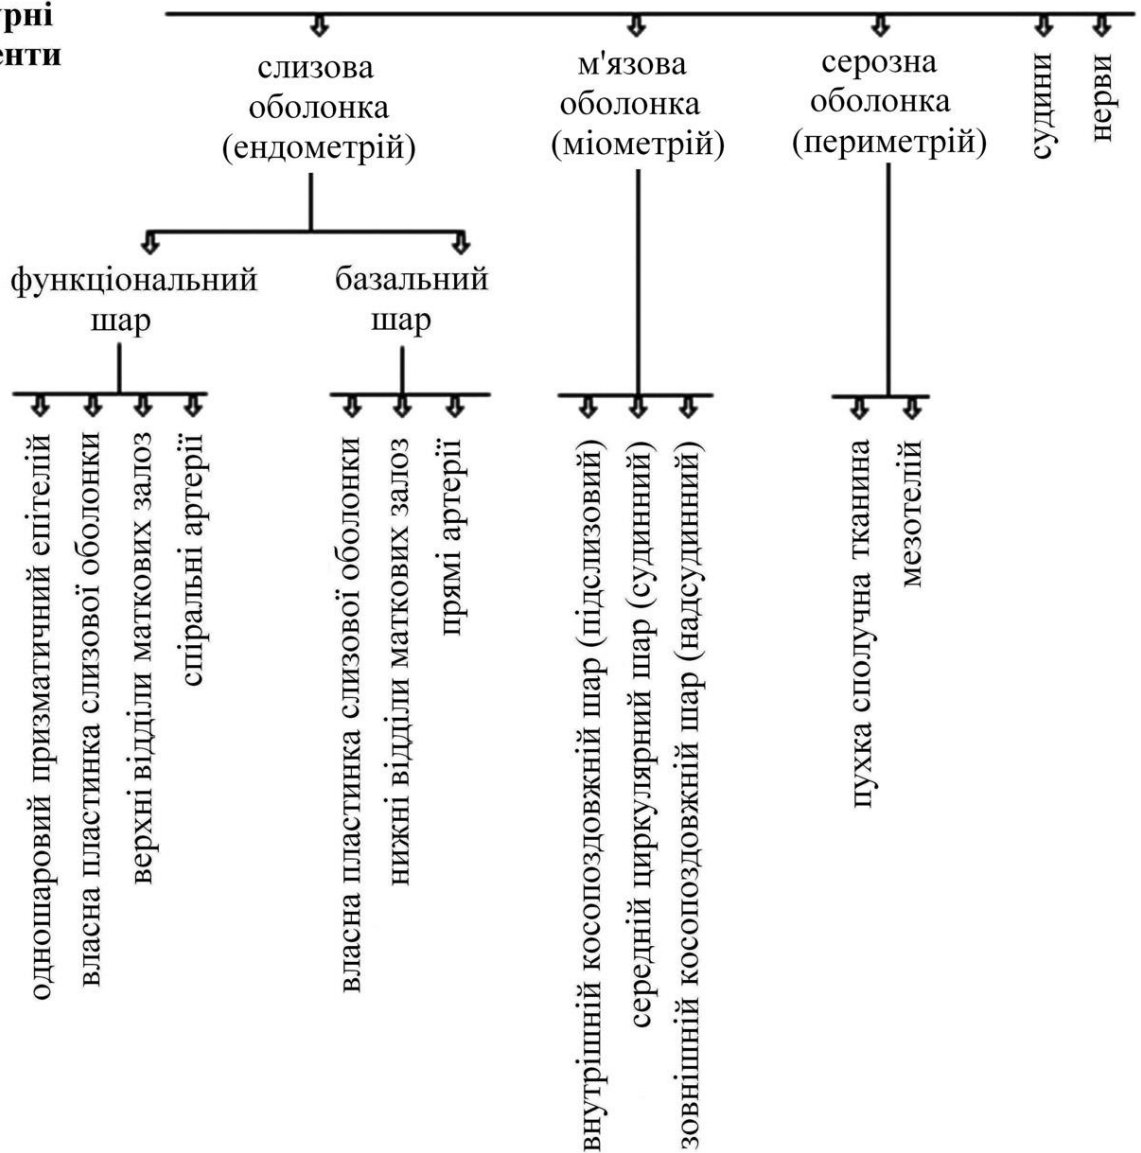 слизова
оболонка
(ендометрій)
м'язова
оболонка
(міометрій)
серозна
оболонка
(периметрій)
судини
нерви
функціональний
шар
базальний
шар
одношаровий призматичний епітелій
власна пластинка слизової оболонки
верхні відділи маткових залоз
спіральні артерії
власна пластинка слизової оболонки
нижні відділи маткових залоз
прямі артерії
внутрішній косопоздовжній шар (підслизовий)
середній циркулярний шар (судинний)
зовнішній косопоздовжній шар (надсудинний)
пухка сполучна тканина
мезотелій